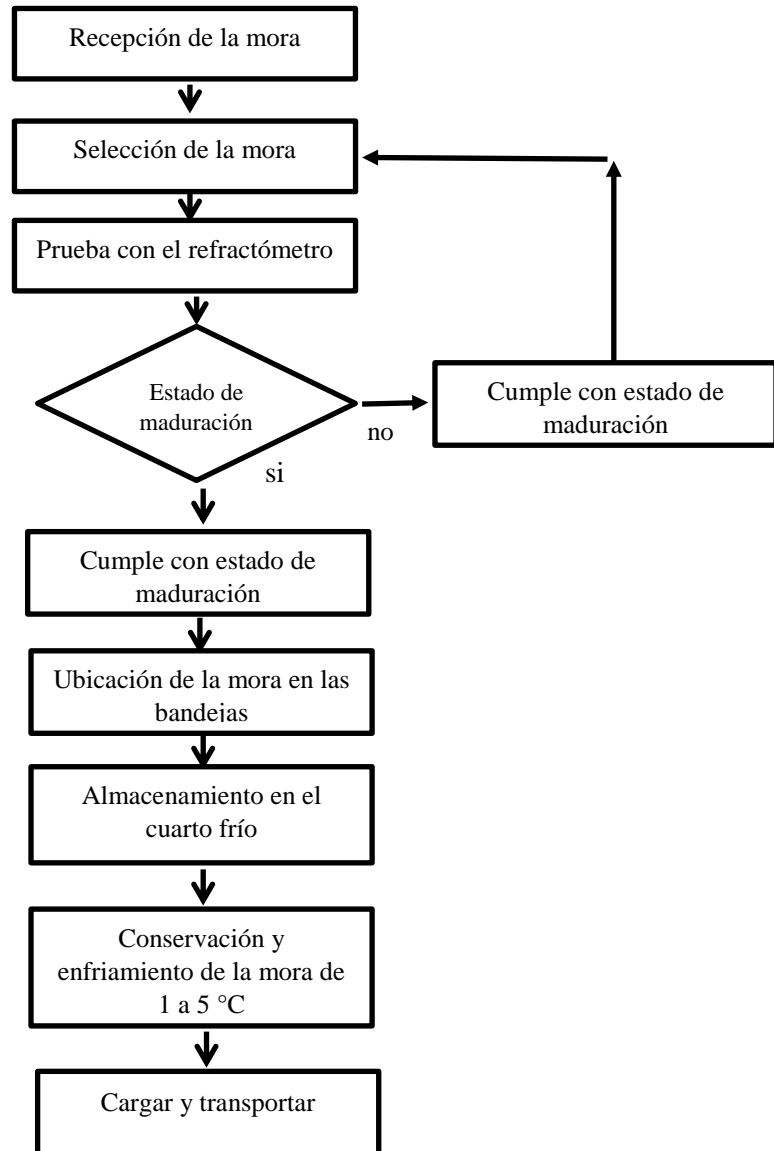 Recepción de la mora
Selección de la mora
Prueba con el refractómetro
Estado de
maduración
no
Cumple con estado de
maduración
si
Cumple con estado de
maduración
Ubicación de la mora en las
bandejas
Almacenamiento en el
cuarto frío
Conservación y
enfriamiento de la mora de
1 a 5 °C
Cargar y transportar